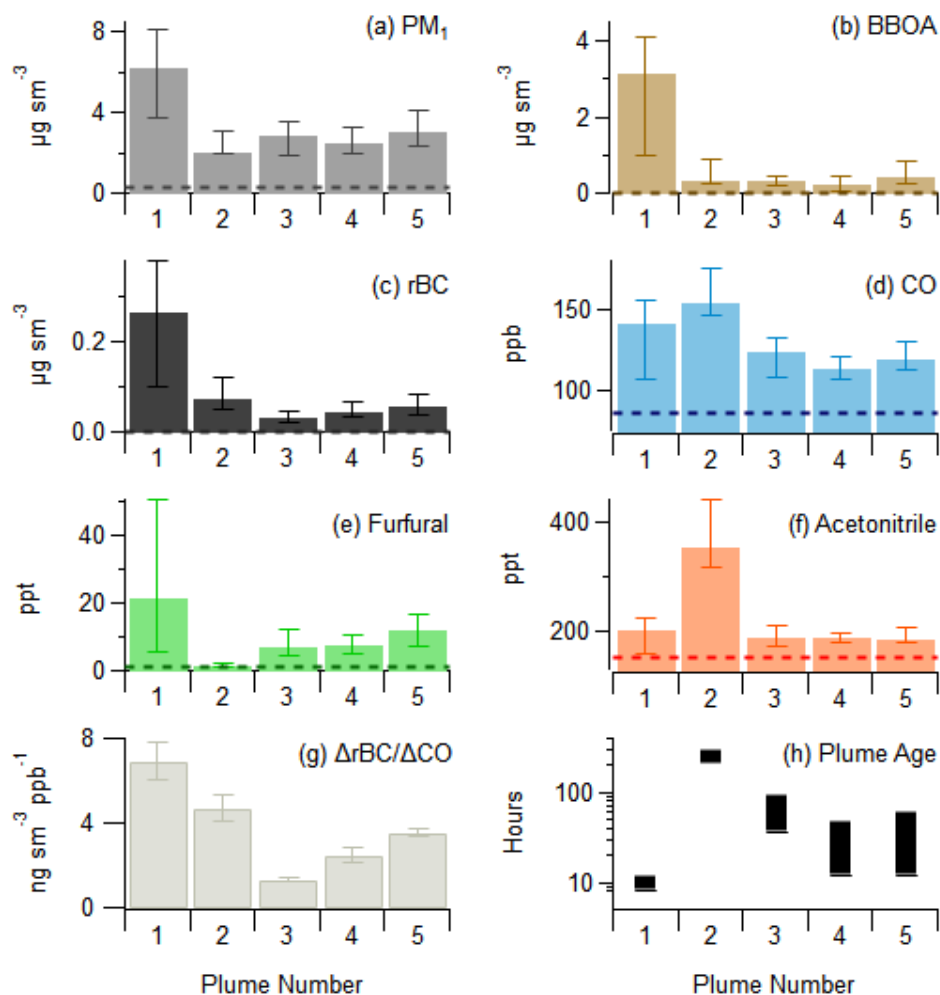 (a) PM₁
µg sm⁻³
8
4
0
1 2 3 4 5
(b) BBOA
µg sm⁻³
4
2
0
1 2 3 4 5
(c) rBC
µg sm⁻³
0.2
0.0
1 2 3 4 5
(d) CO
ppb
150
100
1 2 3 4 5
(e) Furfural
ppt
40
20
0
1 2 3 4 5
(f) Acetonitrile
ppt
400
200
1 2 3 4 5
(g) ΔrBC/ΔCO
ng sm⁻³ ppb⁻¹
8
4
0
1 2 3 4 5
Plume Number
(h) Plume Age
Hours
100
10
1 2 3 4 5
Plume Number